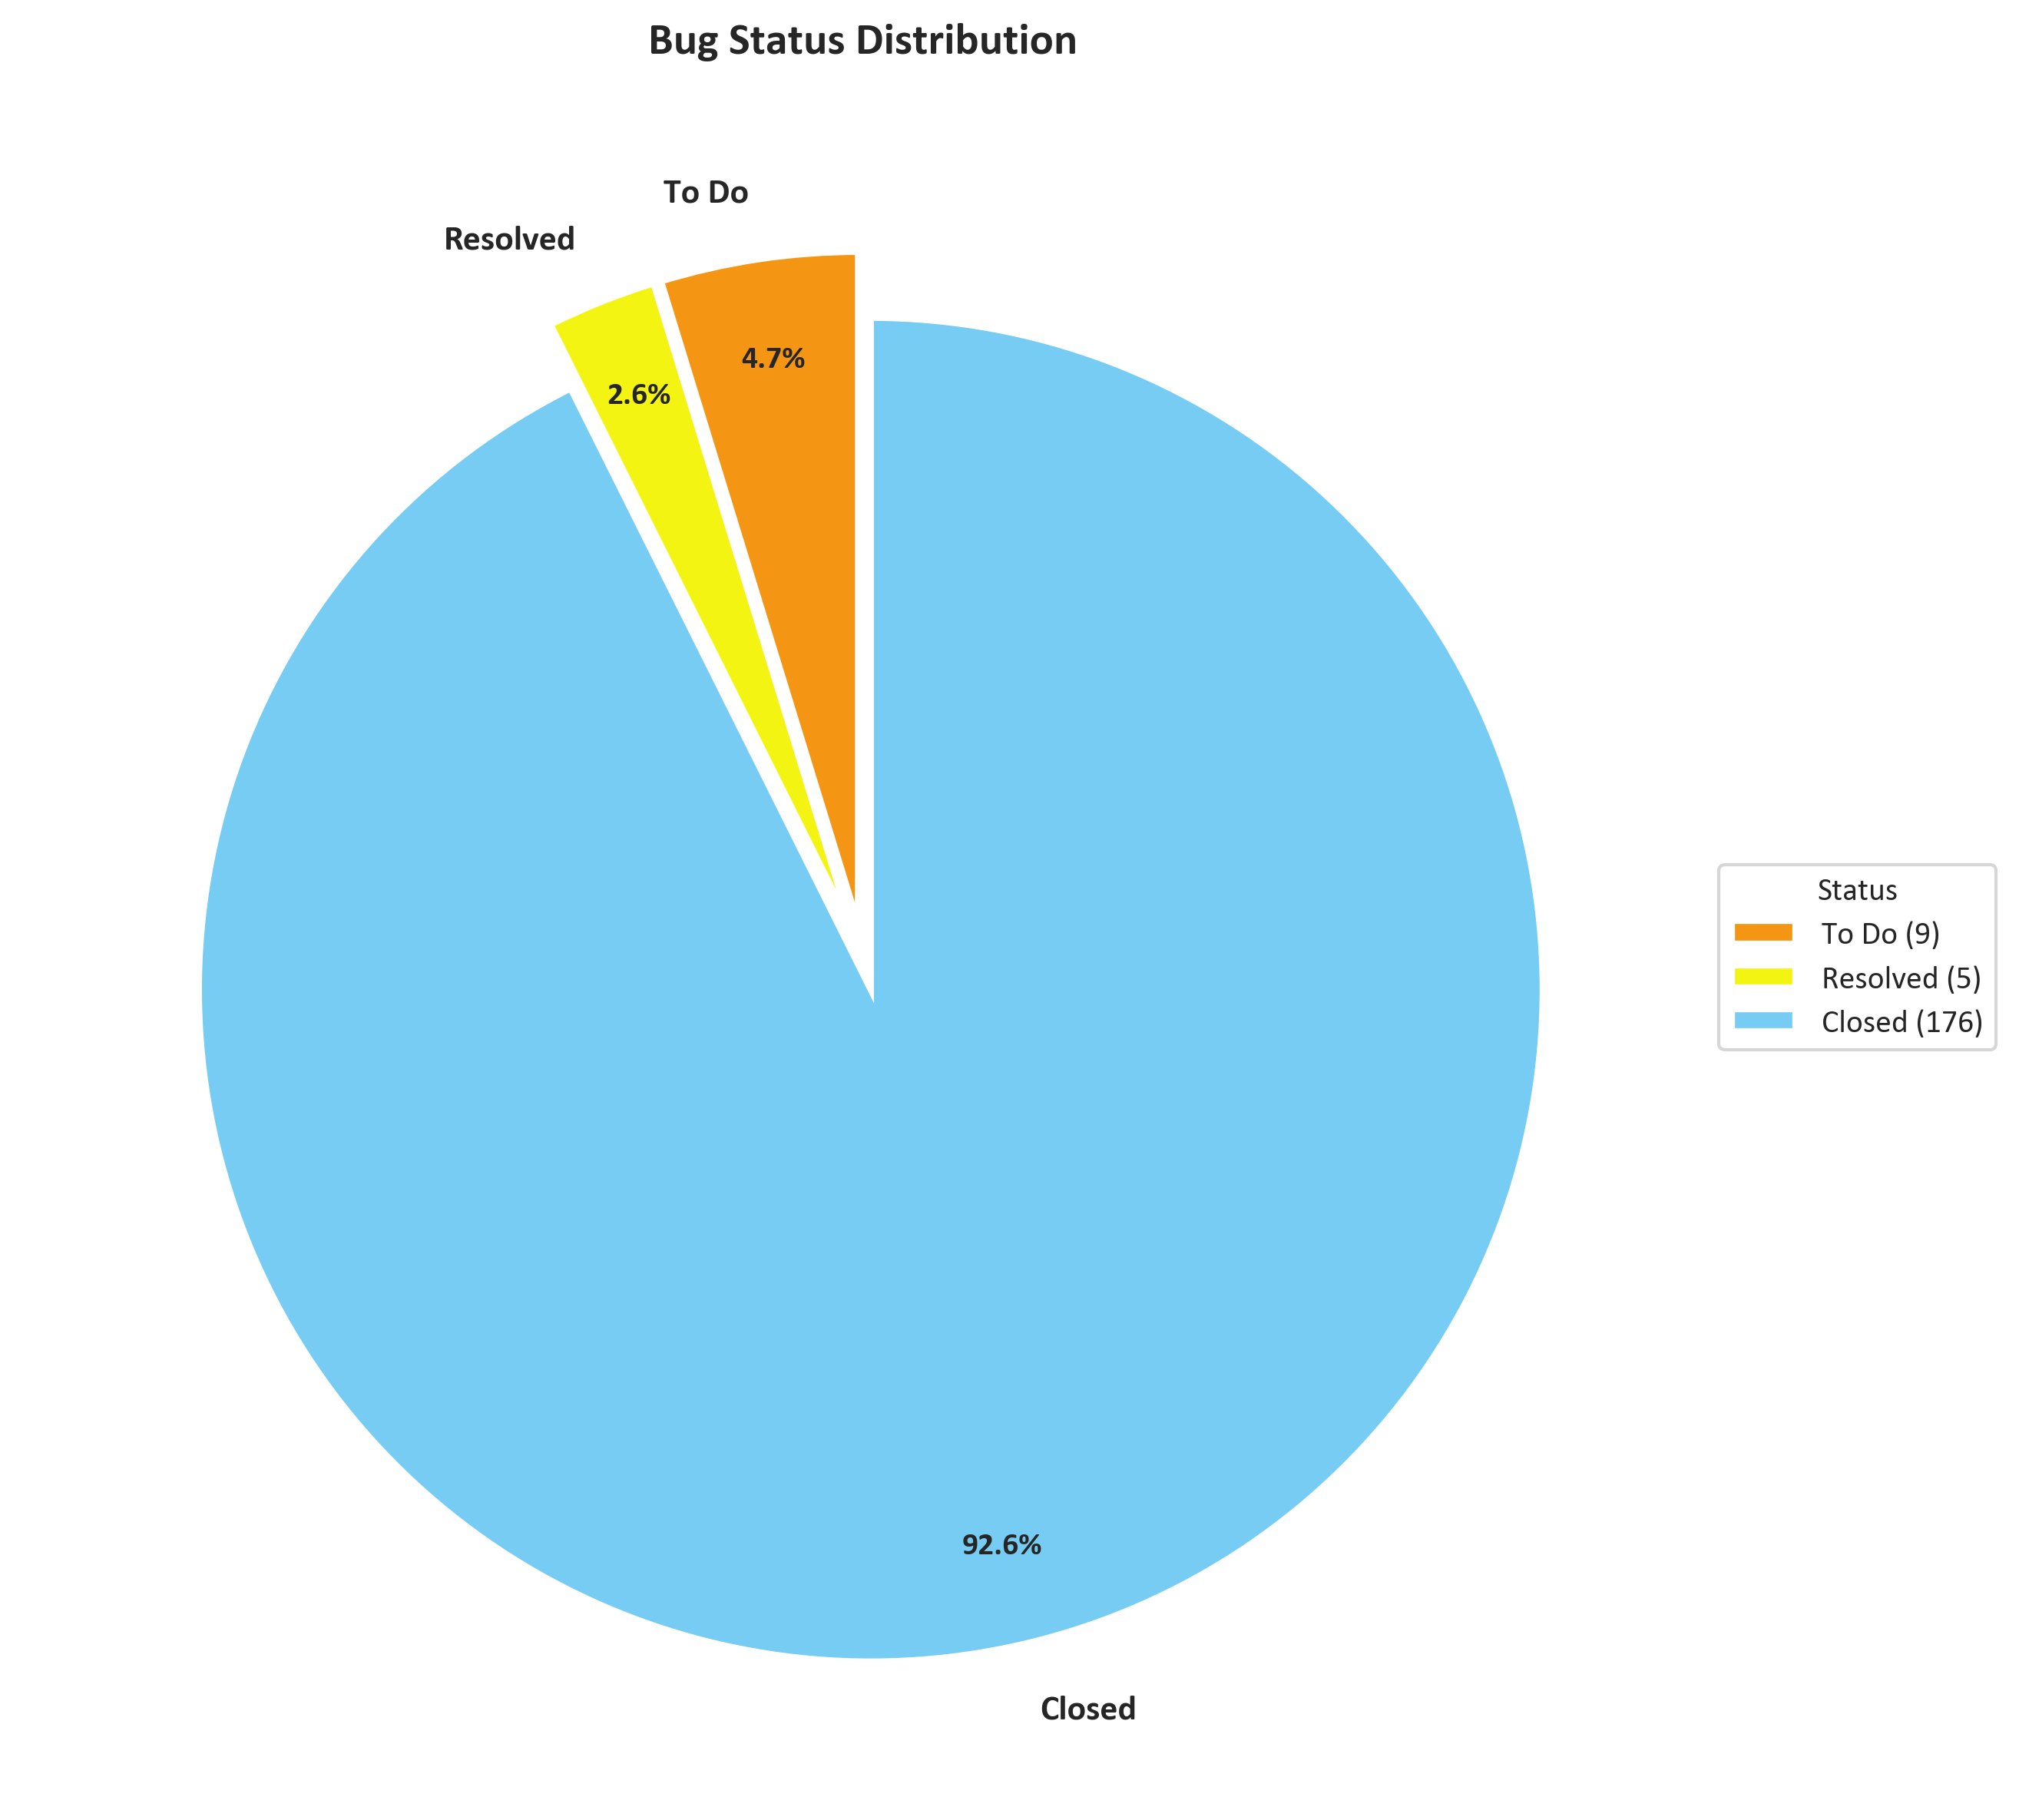 Bug Status Distribution
To Do
Resolved
4.7%
2.6%
Status
To Do (9)
Resolved (5)
Closed (176)
92.6%
Closed